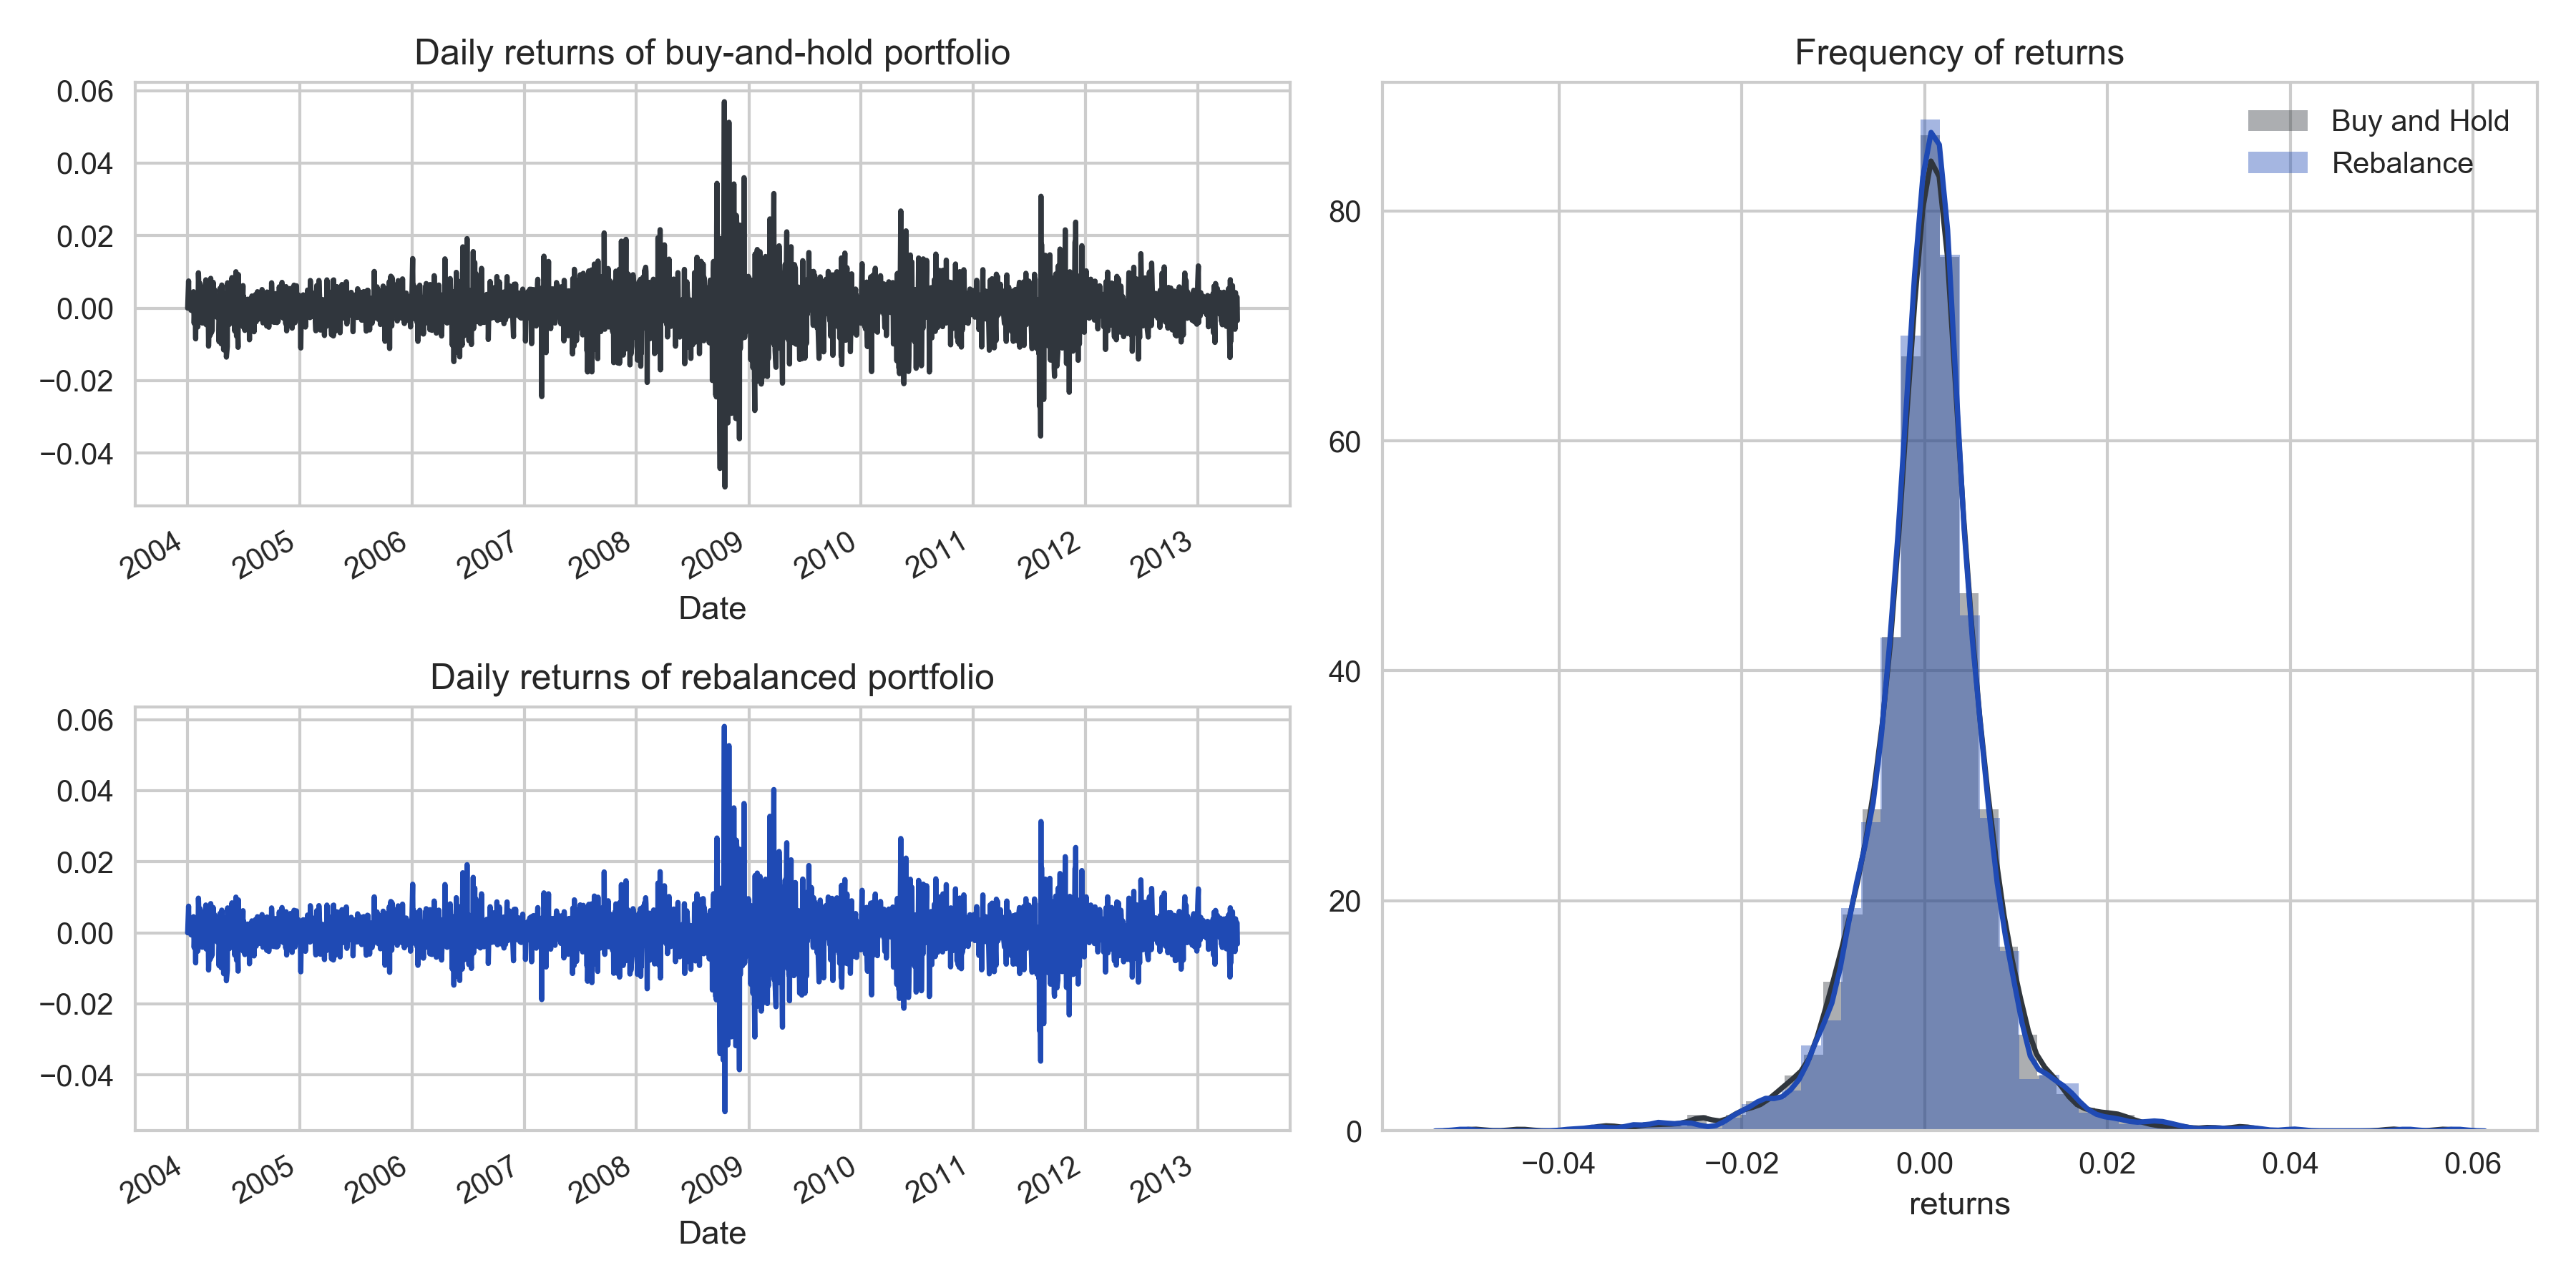 Daily returns of buy-and-hold portfolio
0.06
0.04
0.02
0.00
−0.02
−0.04
2004 2005 2006 2007 2008 2009 2010 2011 2012 2013
Date
Daily returns of rebalanced portfolio
0.06
0.04
0.02
0.00
−0.02
−0.04
2004 2005 2006 2007 2008 2009 2010 2011 2012 2013
Date
Frequency of returns
Buy and Hold
Rebalance
80
60
40
20
0
−0.04 −0.02 0.00 0.02 0.04 0.06
returns